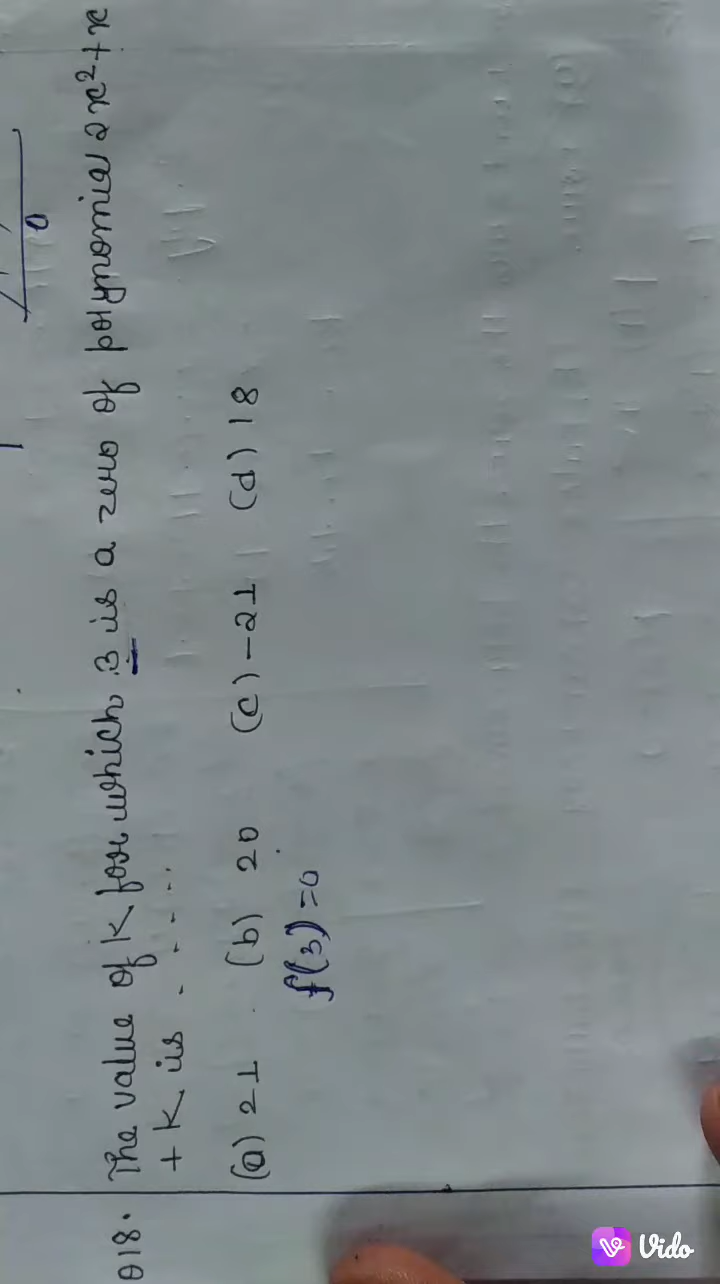 Q18. The value of K for which 3 is a zero of polynomial 2x² + x
+ K is . - - - ..
(a) 21 (b) 20 (c) -21 (d) 18
f(3) = 0
0
Vido